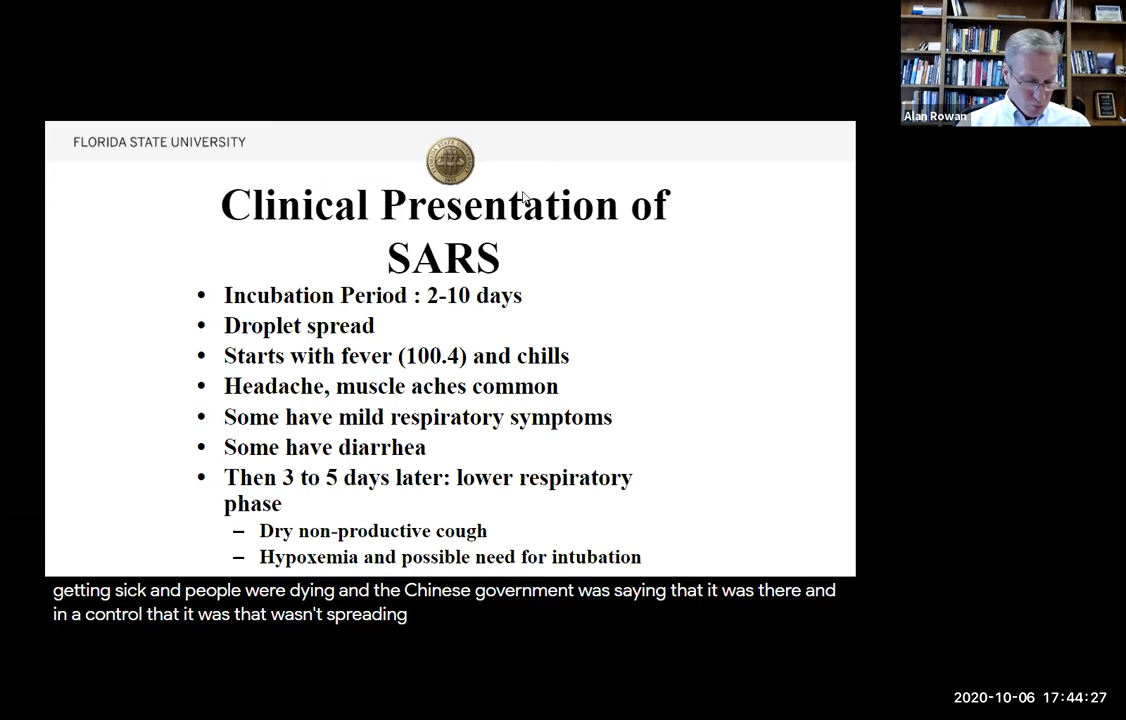 Alan Rowan
FLORIDA STATE UNIVERSITY
Clinical Presentation of
SARS
• Incubation Period : 2-10 days
• Droplet spread
• Starts with fever (100.4) and chills
• Headache, muscle aches common
• Some have mild respiratory symptoms
• Some have diarrhea
• Then 3 to 5 days later: lower respiratory
phase
– Dry non-productive cough
– Hypoxemia and possible need for intubation
getting sick and people were dying and the Chinese government was saying that it was there and
in a control that it was that wasn't spreading
2020-10-06 17:44:27